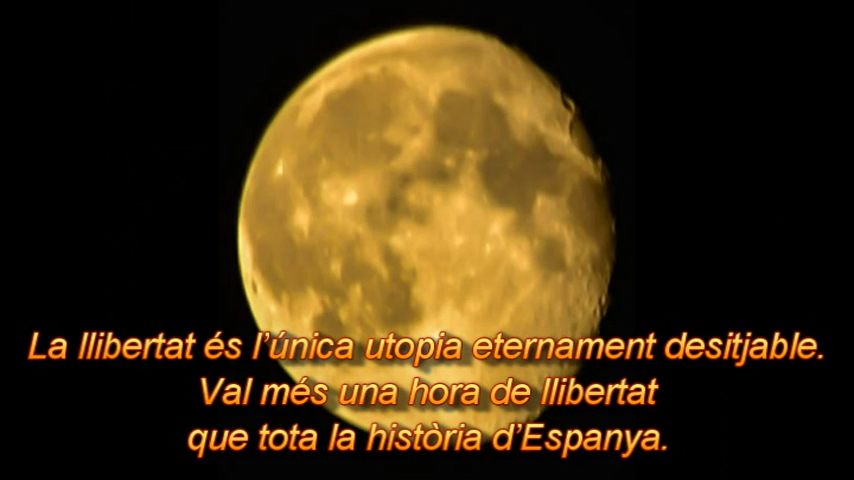 La llibertat és l’única utopia eternament desitjable.
Val més una hora de llibertat
que tota la història d’Espanya.